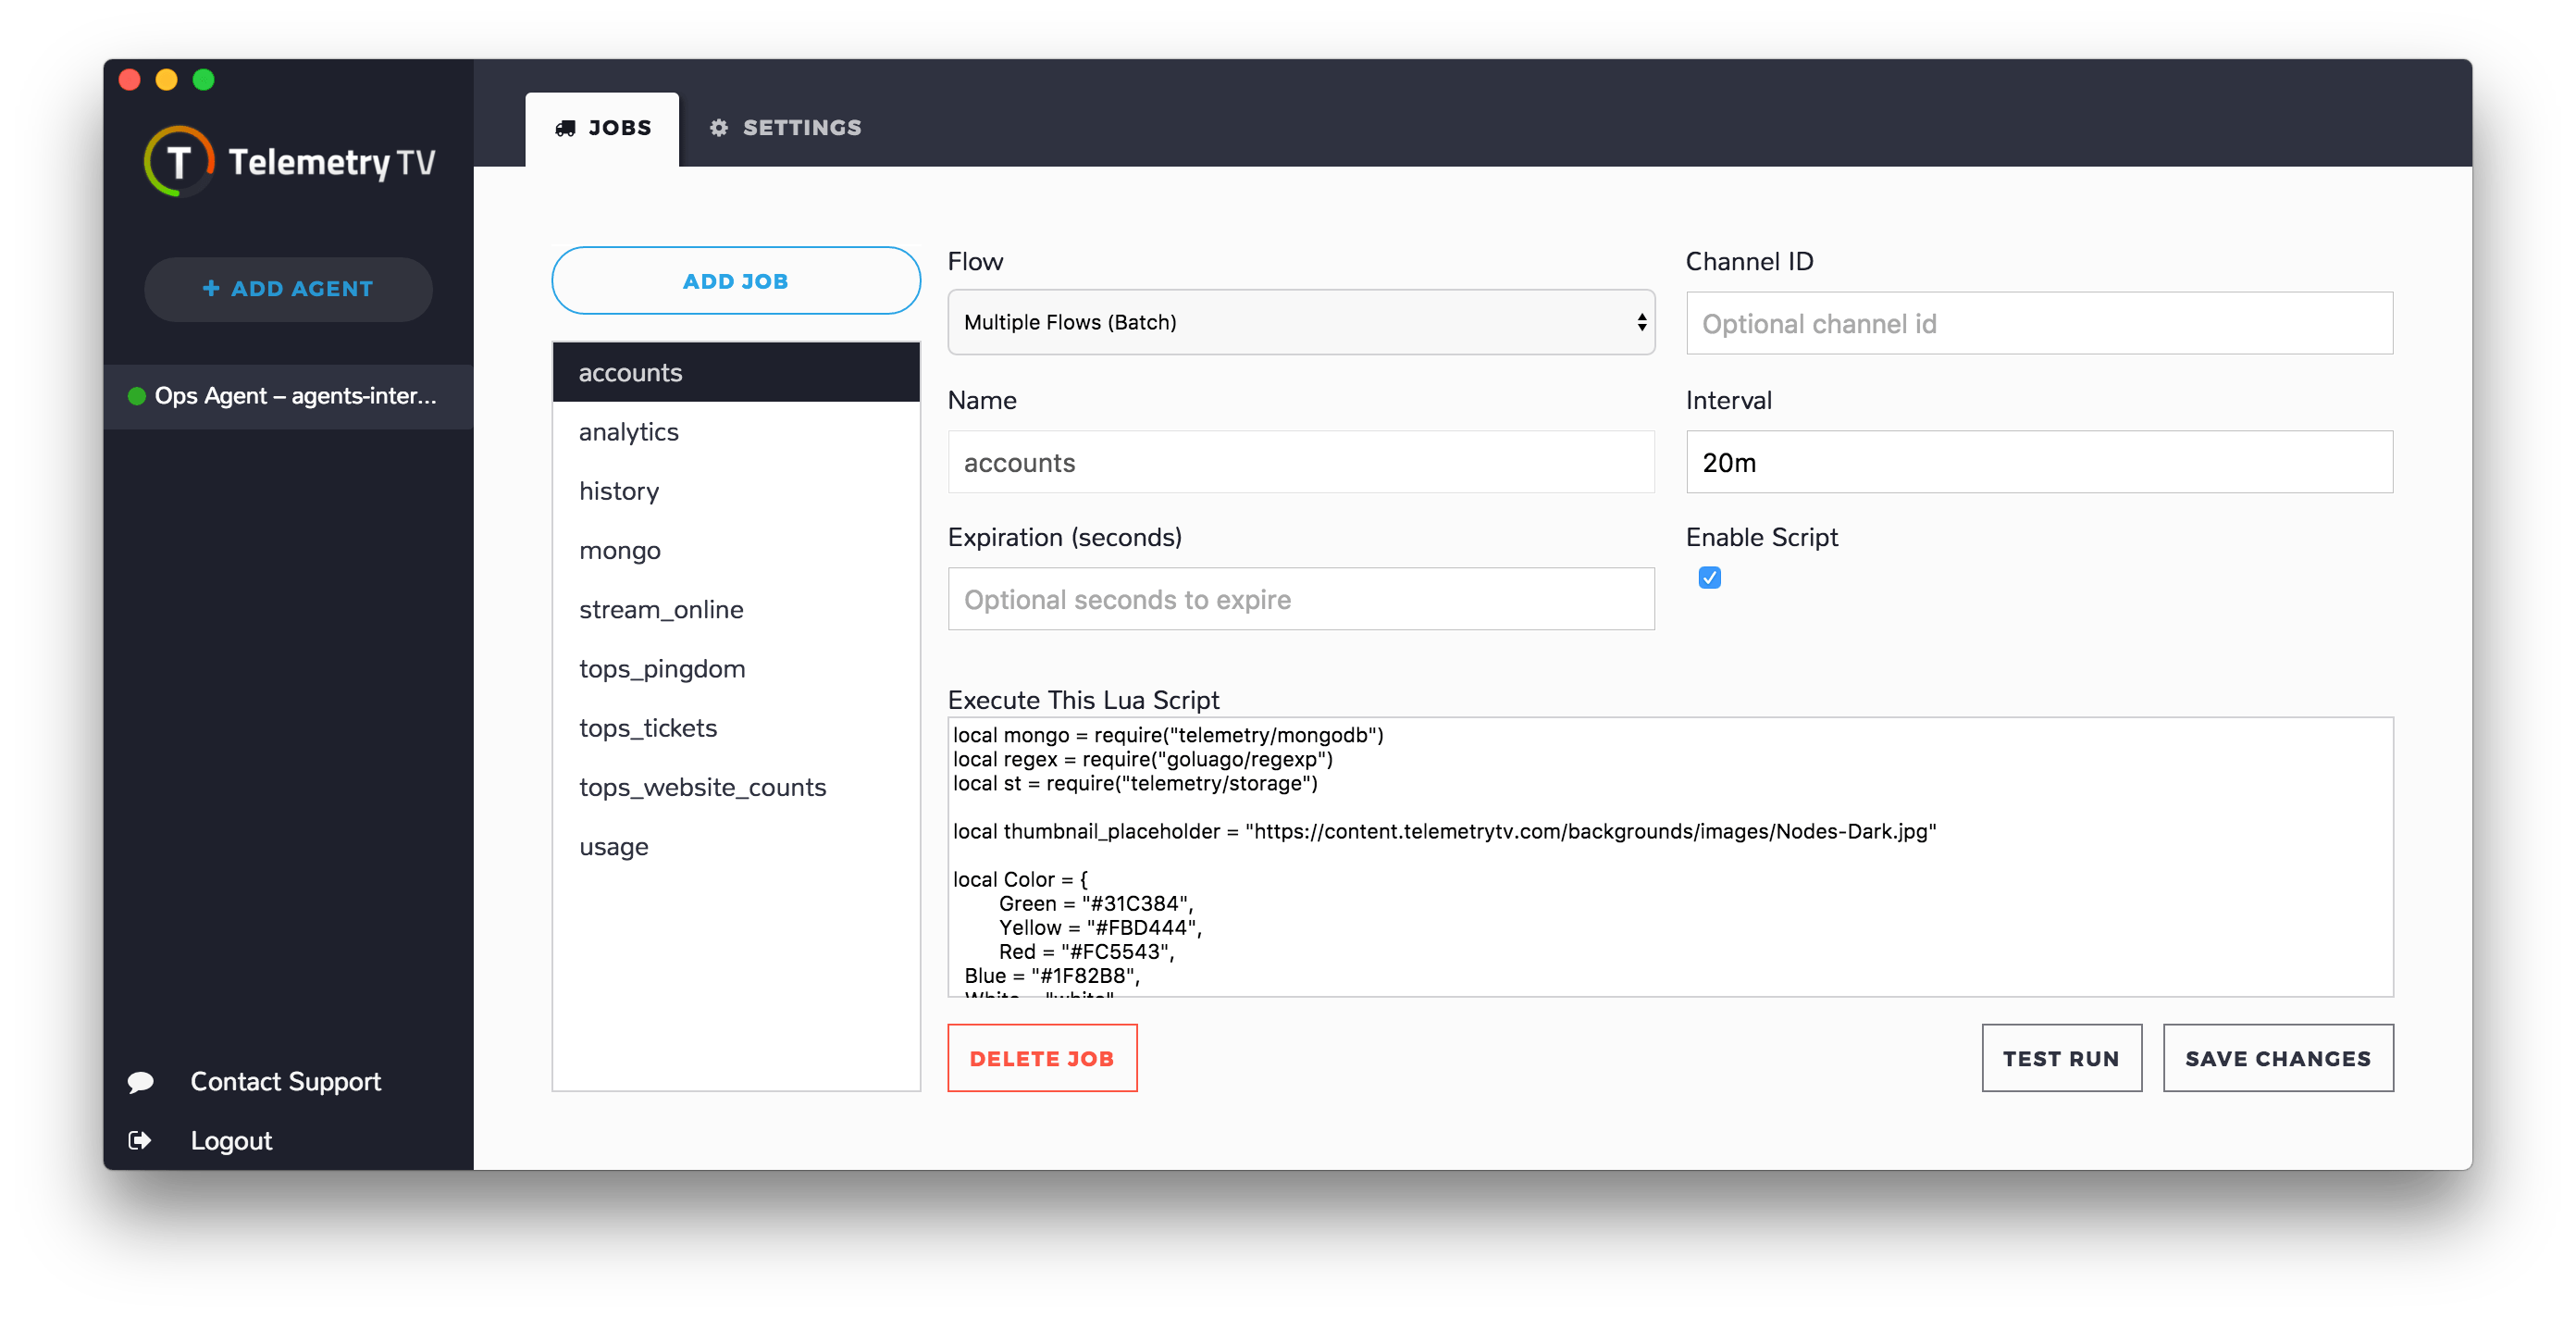 T Telemetry TV
+ ADD AGENT
Ops Agent – agents-inter...
Contact Support
Logout
JOBS
SETTINGS
ADD JOB
accounts
analytics
history
mongo
stream_online
tops_pingdom
tops_tickets
tops_website_counts
usage
Flow
Multiple Flows (Batch)
Channel ID
Optional channel id
Name
accounts
Interval
20m
Expiration (seconds)
Optional seconds to expire
Enable Script
Execute This Lua Script
local mongo = require("telemetry/mongodb")
local regex = require("goluago/regexp")
local st = require("telemetry/storage")
local thumbnail_placeholder = "https://content.telemetrytv.com/backgrounds/images/Nodes-Dark.jpg"
local Color = {
Green = "#31C384",
Yellow = "#FBD444",
Red = "#FC5543",
Blue = "#1F82B8",
White = "white"
DELETE JOB
TEST RUN
SAVE CHANGES